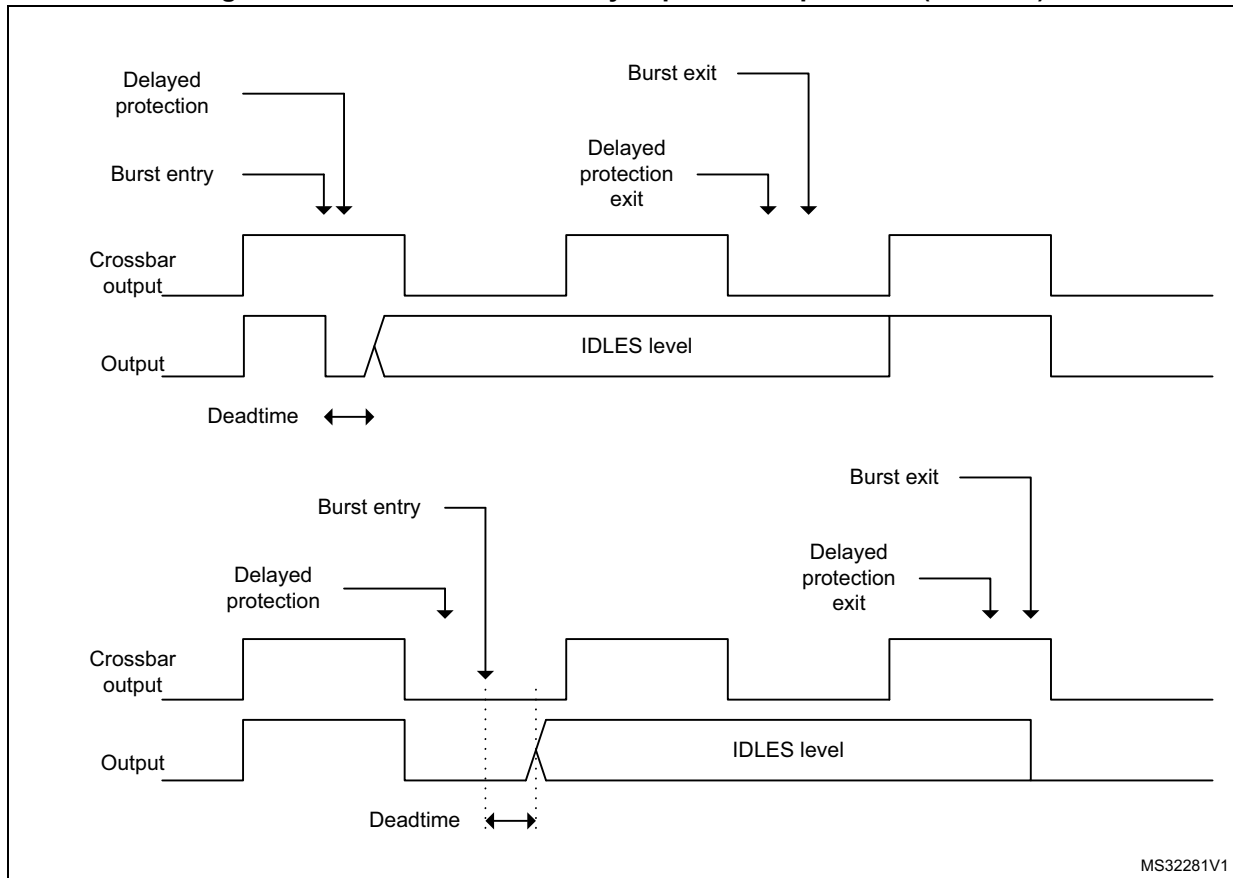 Delayed
protection
Burst exit
Delayed
protection
exit
Burst entry
Crossbar
output
Output
IDLES level
Deadtime
Burst exit
Burst entry
Delayed
protection
exit
Delayed
protection
Crossbar
output
Output
IDLES level
Deadtime
MS32281V1